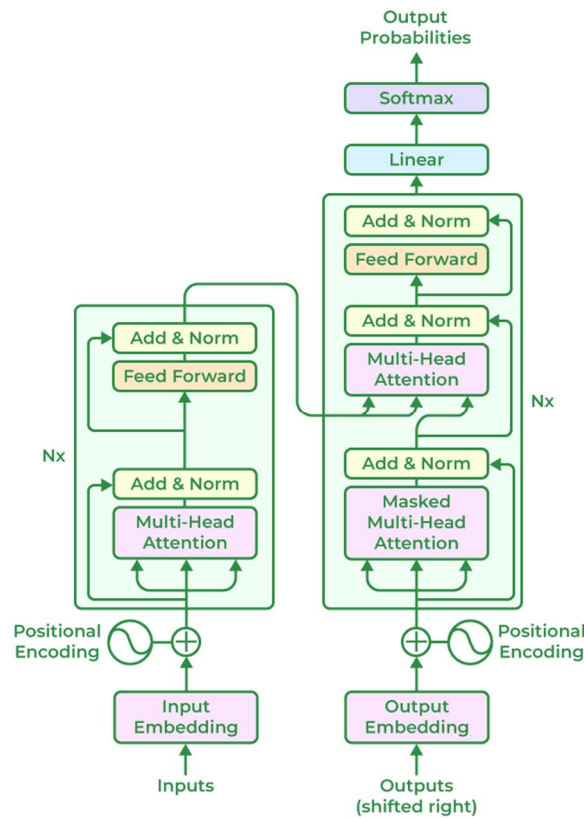 Output
Probabilities
Softmax
Linear
Add & Norm
Feed Forward
Add & Norm
Multi-Head
Attention
Nx
Add & Norm
Masked
Multi-Head
Attention
Positional
Encoding
Output
Embedding
Outputs
(shifted right)
Add & Norm
Feed Forward
Nx
Add & Norm
Multi-Head
Attention
Positional
Encoding
Input
Embedding
Inputs